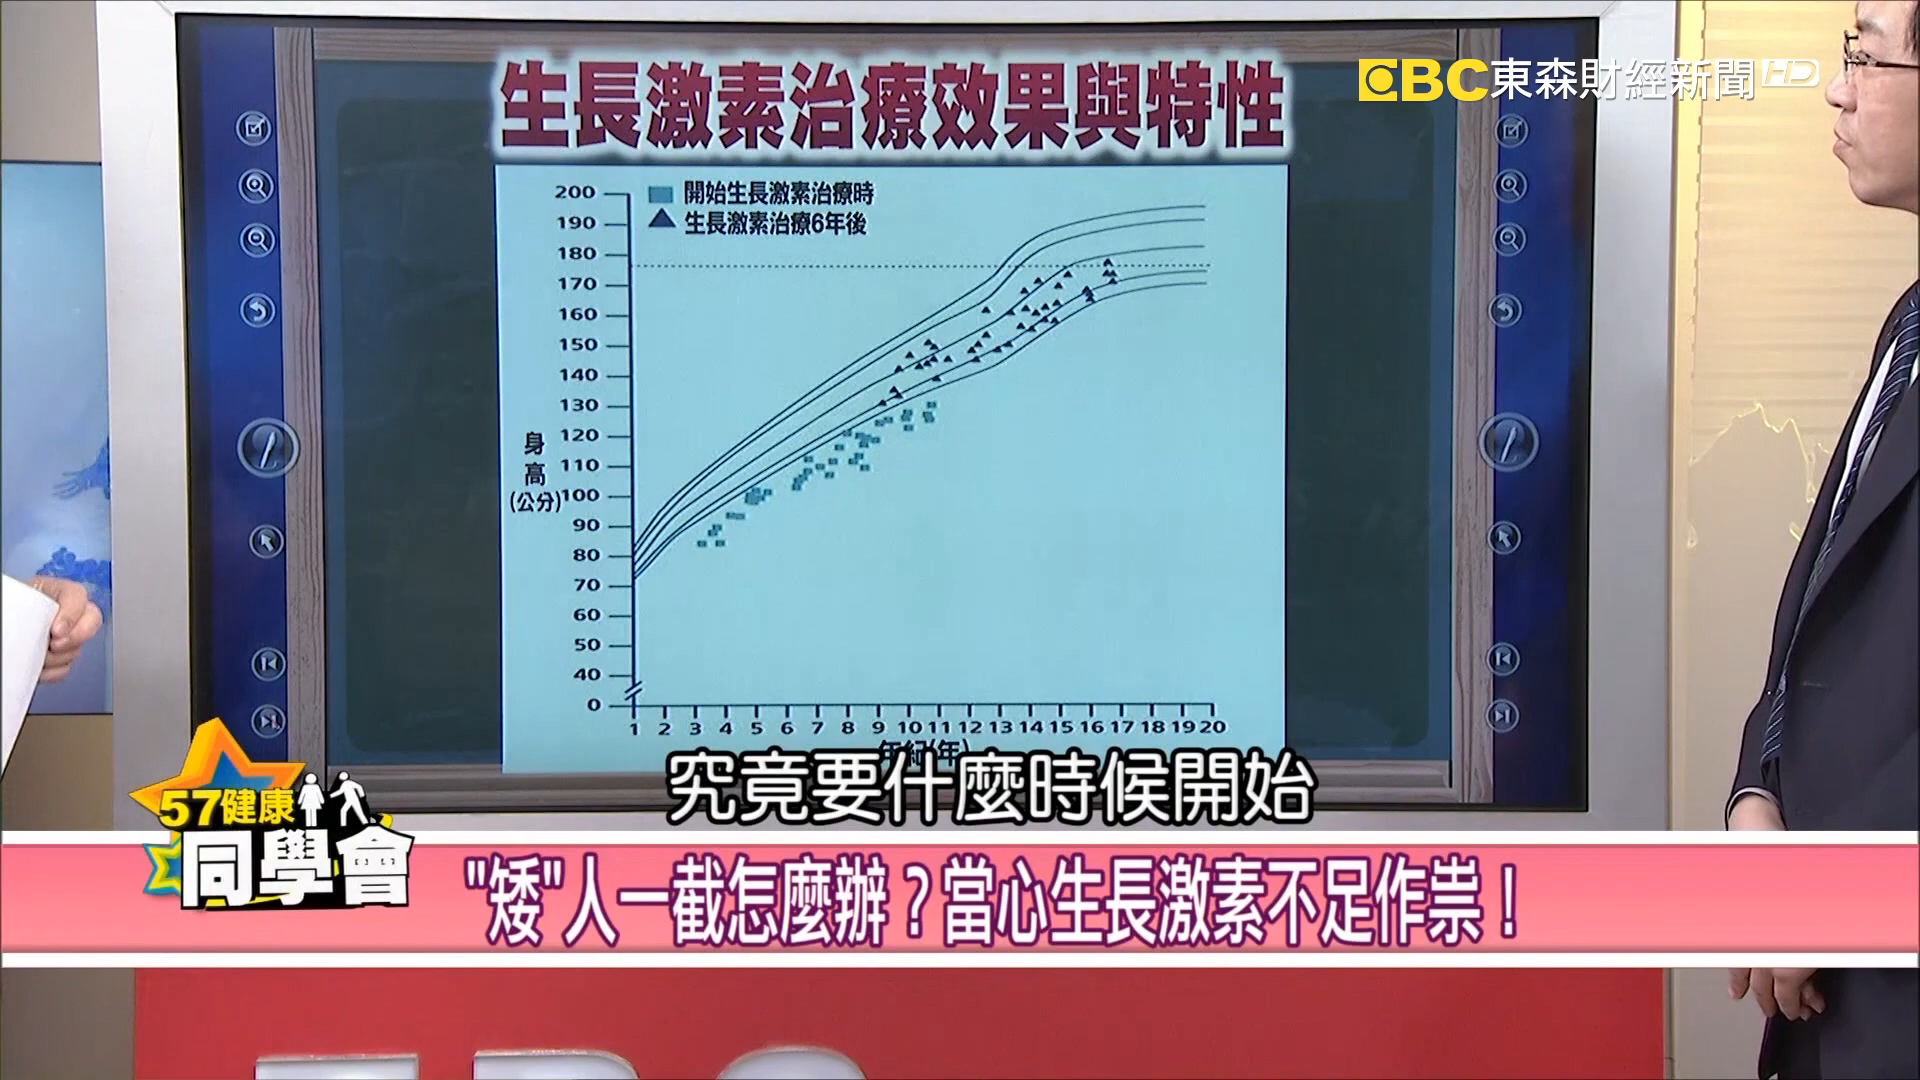 生長激素治療效果與特性
EBC 東森財經新聞 HD
開始生長激素治療時
生長激素治療6年後
200
190
180
170
160
150
140
130
120
110
100
90
80
70
60
50
40
0
身高(公分)
1 2 3 4 5 6 7 8 9 10 11 12 13 14 15 16 17 18 19 20
年紀(年)
究竟要什麼時候開始
57健康
同學會
"矮"人一截怎麼辦？當心生長激素不足作祟！